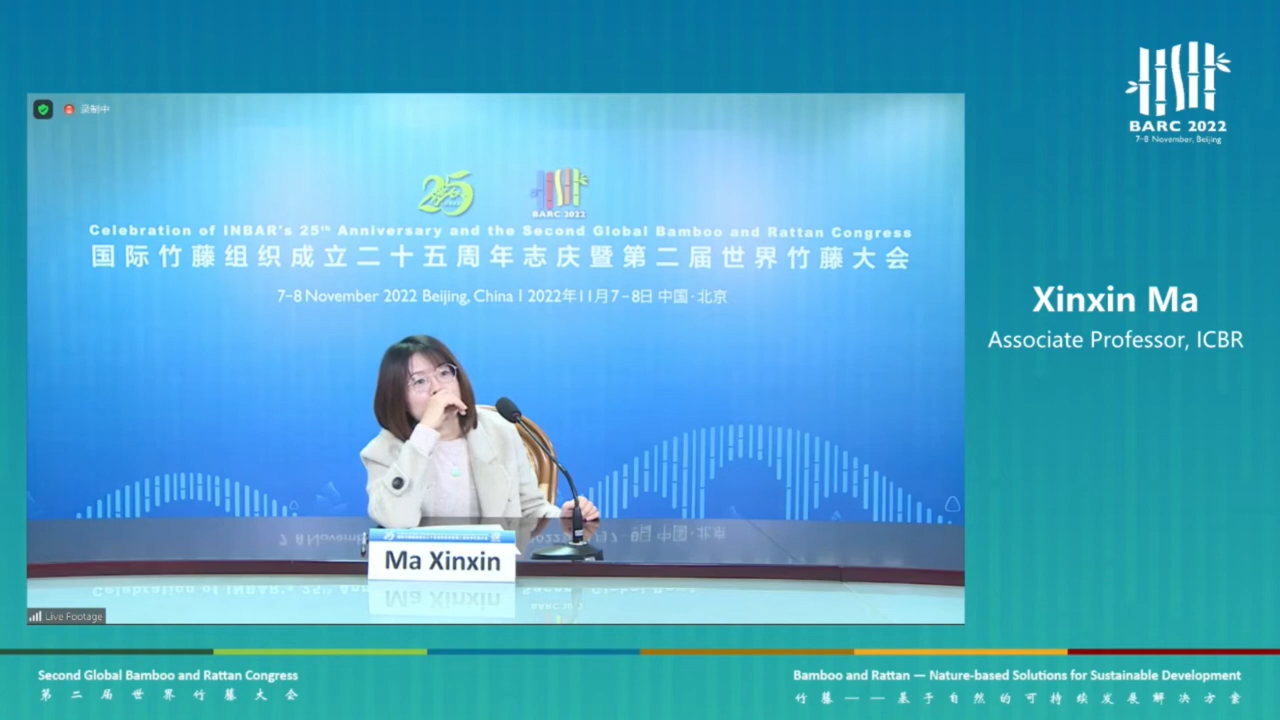 BARC 2022
7-8 November, Beijing
录制中
25
BARC 2022
Celebration of INBAR's 25th Anniversary and the Second Global Bamboo and Rattan Congress
国际竹藤组织成立二十五周年志庆暨第二届世界竹藤大会
7-8 November 2022 Beijing, China | 2022年11月7-8日 中国·北京
Xinxin Ma
Associate Professor, ICBR
Ma Xinxin
Live Footage
Second Global Bamboo and Rattan Congress
第二届世界竹藤大会
Bamboo and Rattan — Nature-based Solutions for Sustainable Development
竹藤——基于自然的可持续发展解决方案